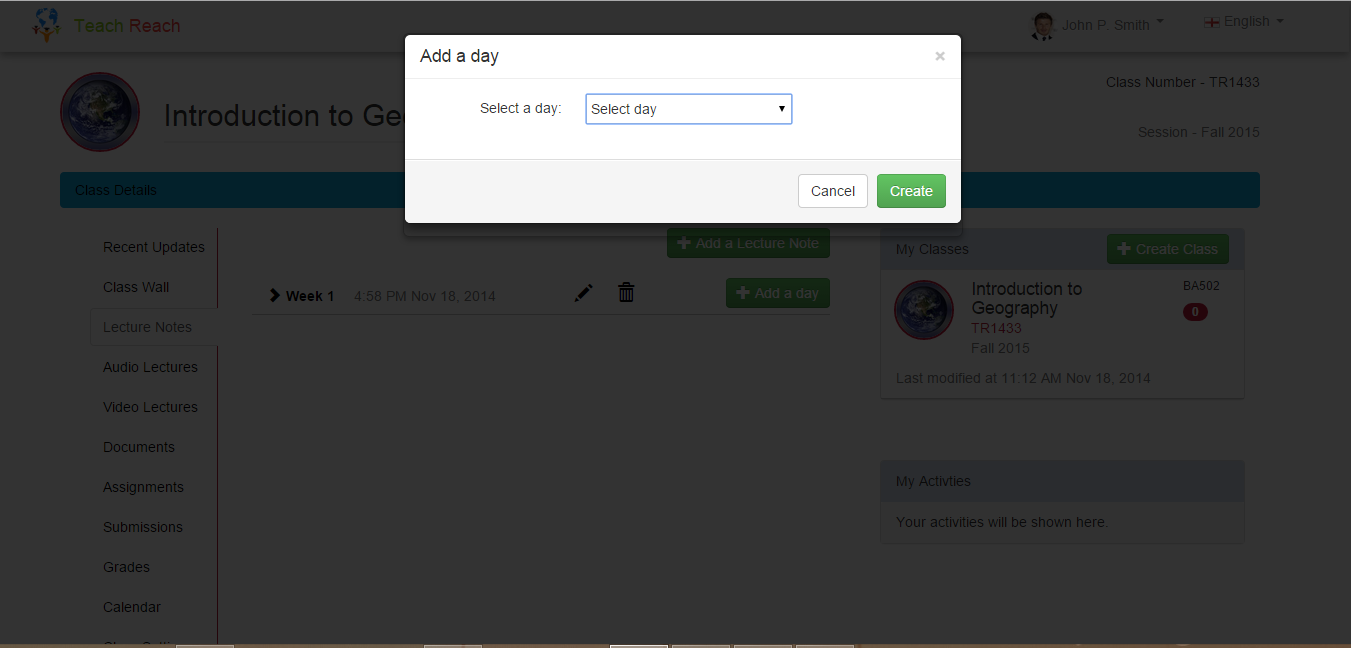 Teach Reach
John P. Smith
English
Add a day
×
Class Number - TR1433
Select a day:
Select day
Introduction to Ge
Session - Fall 2015
Class Details
Cancel
Create
Recent Updates
Class Wall
Lecture Notes
Audio Lectures
Video Lectures
Documents
Assignments
Submissions
Grades
Calendar
Add a Lecture Note
Week 1 4:58 PM Nov 18, 2014
Add a day
My Classes
Create Class
Introduction to
Geography
BA502
TR1433
0
Fall 2015
Last modified at 11:12 AM Nov 18, 2014
My Activties
Your activities will be shown here.